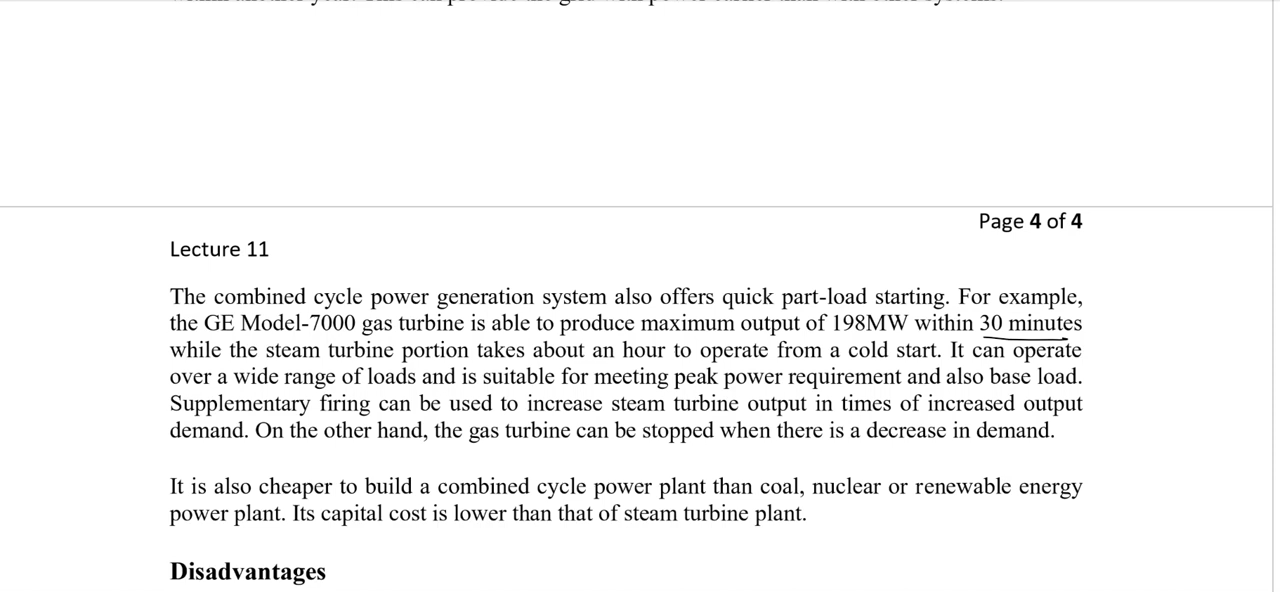 Page 4 of 4
Lecture 11
The combined cycle power generation system also offers quick part-load starting. For example,
the GE Model-7000 gas turbine is able to produce maximum output of 198MW within 30 minutes
while the steam turbine portion takes about an hour to operate from a cold start. It can operate
over a wide range of loads and is suitable for meeting peak power requirement and also base load.
Supplementary firing can be used to increase steam turbine output in times of increased output
demand. On the other hand, the gas turbine can be stopped when there is a decrease in demand.
It is also cheaper to build a combined cycle power plant than coal, nuclear or renewable energy
power plant. Its capital cost is lower than that of steam turbine plant.
Disadvantages